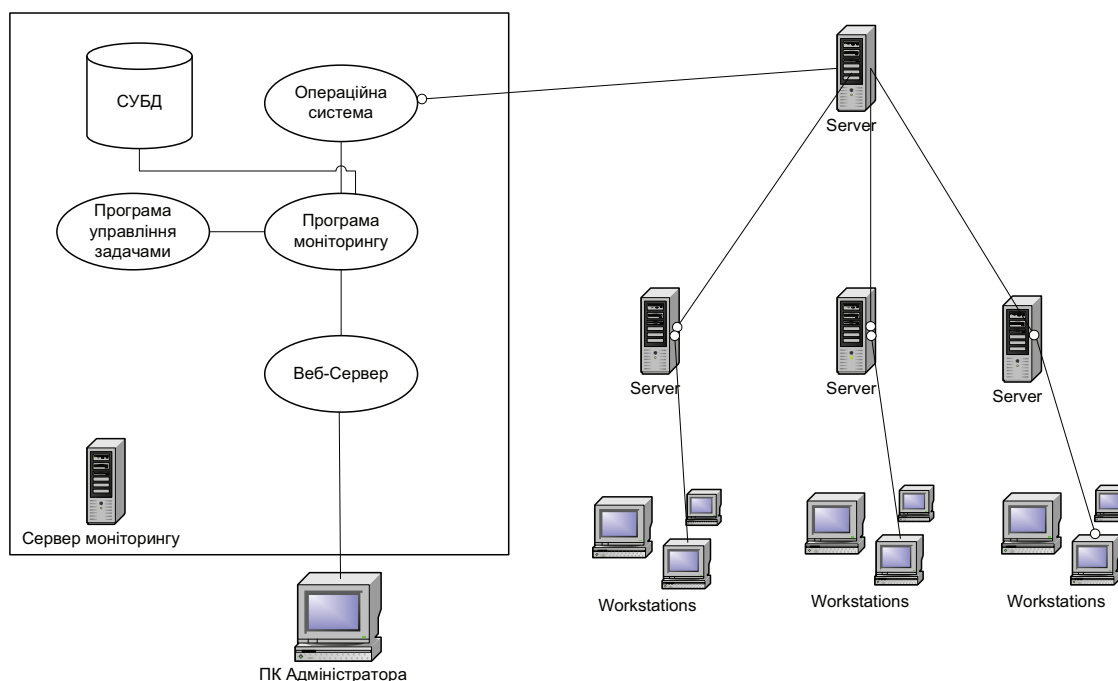 СУБД
Операційна
система
Server
Програма
управління
задачами
Програма
моніторингу
Веб-Сервер
Server
Server
Server
Сервер моніторингу
Workstations
Workstations
Workstations
ПК Адміністратора